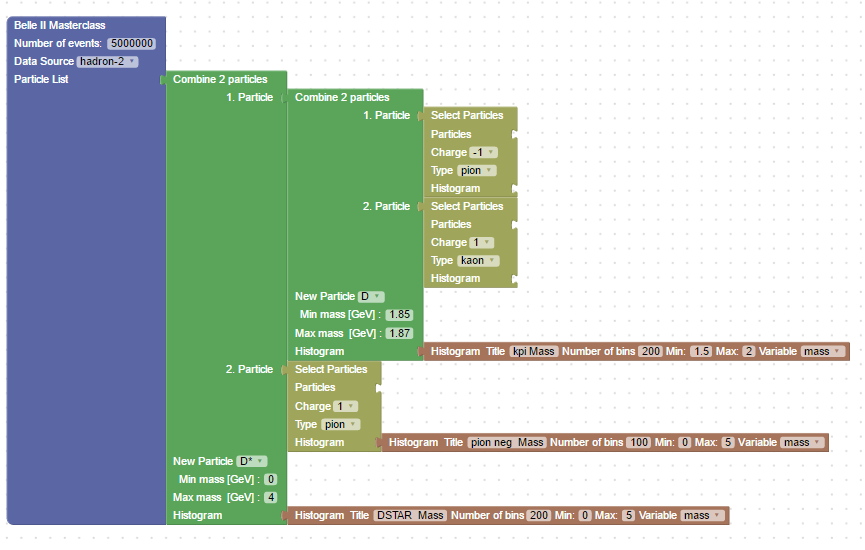 Belle II Masterclass
Number of events: 5000000
Data Source hadron-2
Particle List
Combine 2 particles
1. Particle
Combine 2 particles
1. Particle
Select Particles
Particles
Charge -1
Type pion
Histogram
2. Particle
Select Particles
Particles
Charge 1
Type kaon
Histogram
New Particle D
Min mass [GeV] : 1.85
Max mass [GeV] : 1.87
Histogram
Histogram Title kpi Mass Number of bins 200 Min: 1.5 Max: 2 Variable mass
2. Particle
Select Particles
Particles
Charge 1
Type pion
Histogram
Histogram Title pion neg Mass Number of bins 100 Min: 0 Max: 5 Variable mass
New Particle D*
Min mass [GeV] : 0
Max mass [GeV] : 4
Histogram
Histogram Title DSTAR Mass Number of bins 200 Min: 0 Max: 5 Variable mass